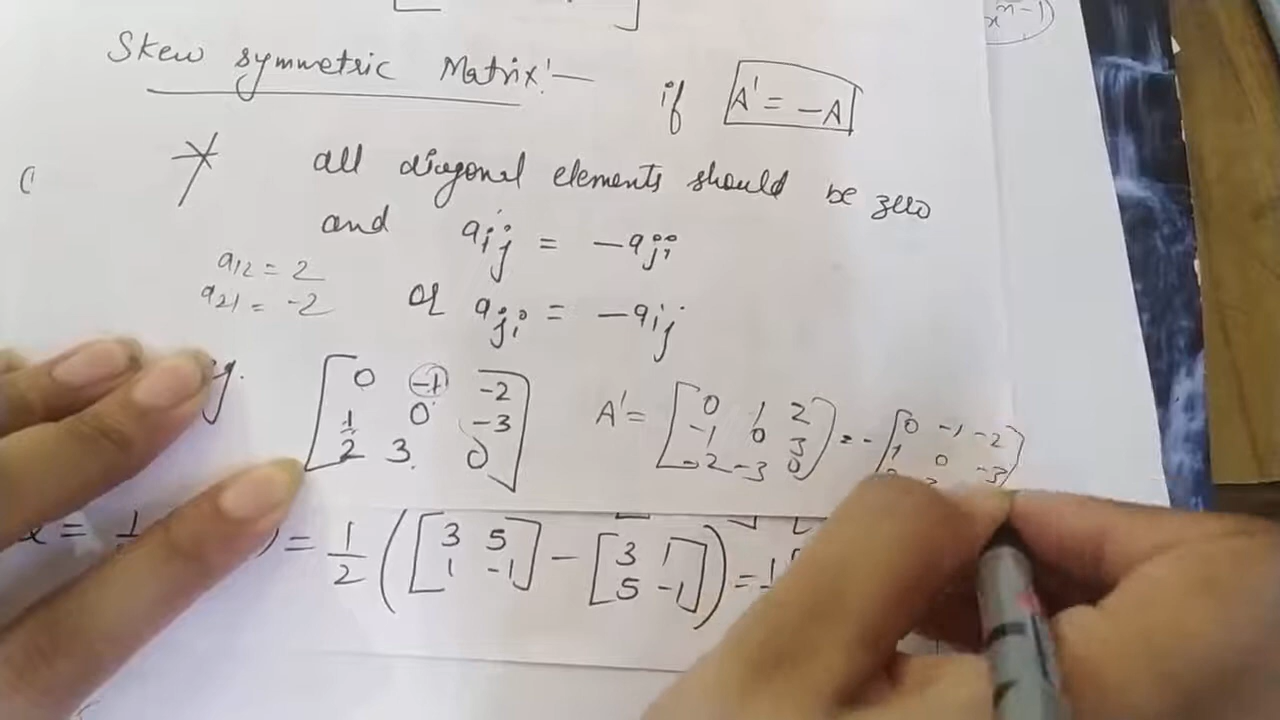 x^n-1)
Skew symmetric Matrix:— if A' = -A
all diagonal elements should be zero
and aij = -aji
a12 = 2
a21 = -2
or aji = -aij
0 -1 -2
1 0 -3
2 3 0
A' =
0 1 2
-1 0 3
-2 -3 0
= -
0 -1 -2
1 0 -3
= 1/2 ( [3 5 - [3 1 ) =
1 -1] 5 -1]